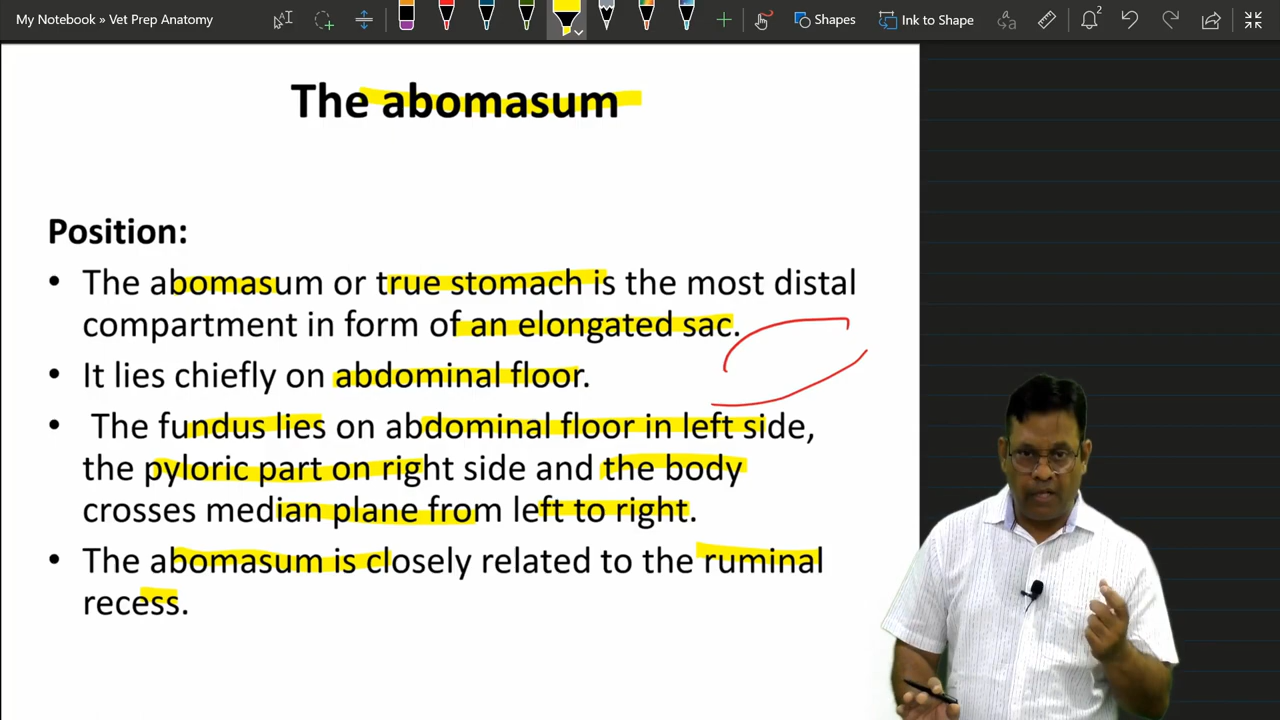 My Notebook » Vet Prep Anatomy
Shapes
Ink to Shape
2
The abomasum
Position:
• The abomasum or true stomach is the most distal
compartment in form of an elongated sac.
• It lies chiefly on abdominal floor.
• The fundus lies on abdominal floor in left side,
the pyloric part on right side and the body
crosses median plane from left to right.
• The abomasum is closely related to the ruminal
recess.